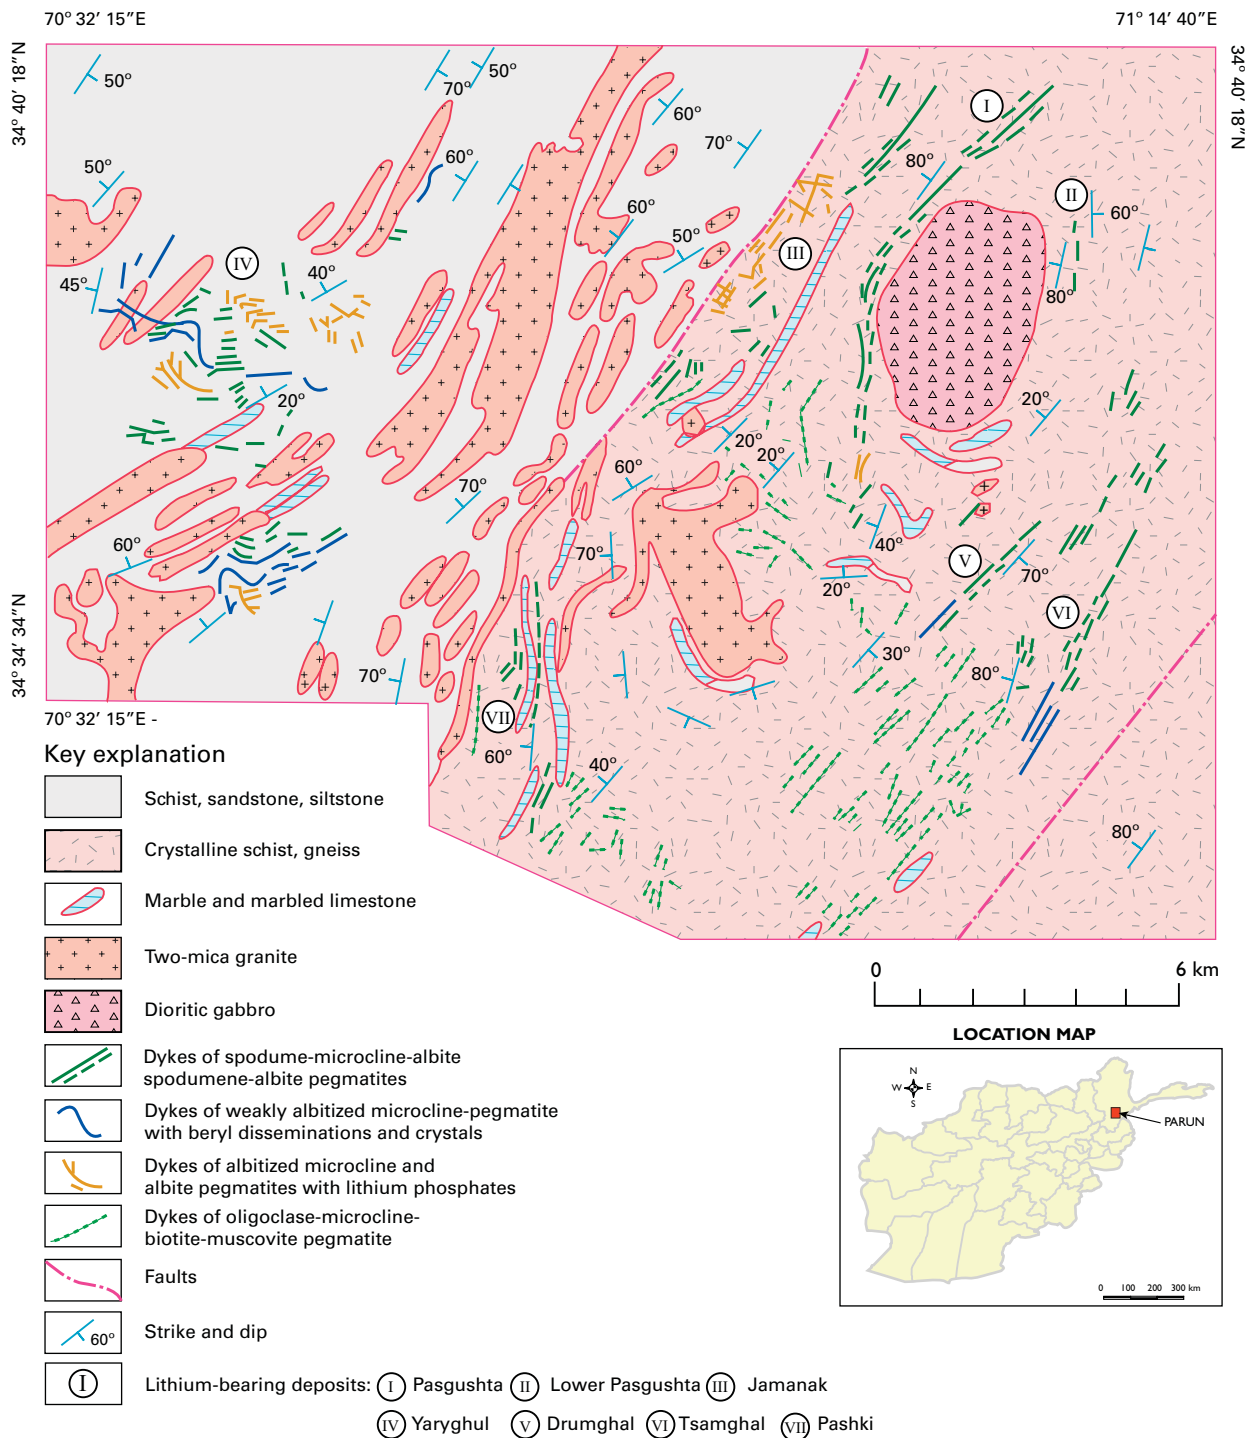 70° 32’ 15”E
71° 14’ 40”E
34° 40’ 18”N
34° 40’ 18”N
50°
70°
50°
60°
70°
I
80°
50°
60°
II
60°
60°
50°
III
IV
45°
40°
80°
20°
20°
20°
20°
60°
70°
40°
V
70°
60°
70°
20°
VI
30°
34° 34’ 34”N
70°
80°
VII
60°
40°
80°
70° 32’ 15”E -
Key explanation
Schist, sandstone, siltstone
Crystalline schist, gneiss
Marble and marbled limestone
Two-mica granite
Dioritic gabbro
Dykes of spodume-microcline-albite
spodumene-albite pegmatites
Dykes of weakly albitized microcline-pegmatite
with beryl disseminations and crystals
Dykes of albitized microcline and
albite pegmatites with lithium phosphates
Dykes of oligoclase-microcline-
biotite-muscovite pegmatite
Faults
60°
Strike and dip
I
Lithium-bearing deposits: I Pasgushta II Lower Pasgushta III Jamanak
IV Yaryghul V Drumghal VI Tsamghal VII Pashki
0 6 km
LOCATION MAP
N
W E
S
PARUN
0 100 200 300 km